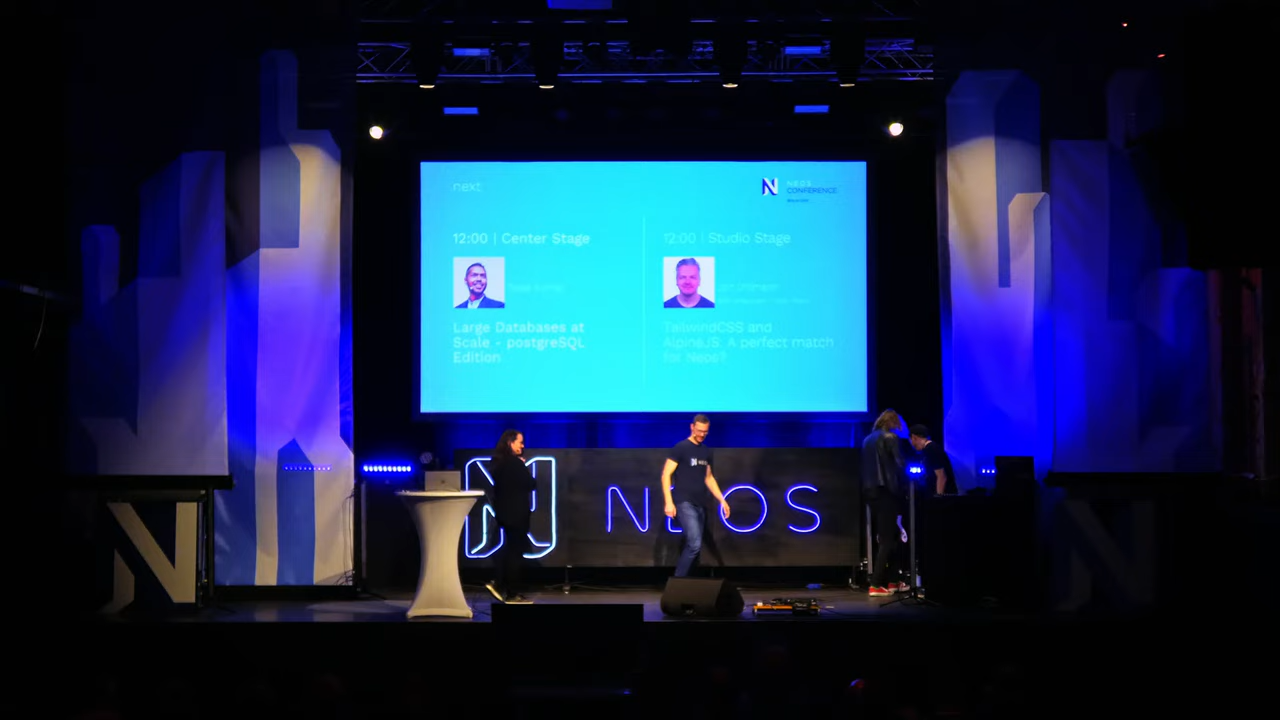 next
N NEOS
CONFERENCE
12:00 | Center Stage
Large Databases at
Scale - postgreSQL
Edition
12:00 | Studio Stage
TailwindCSS and
AlpineJS: A perfect match
for Neos?
NEOS